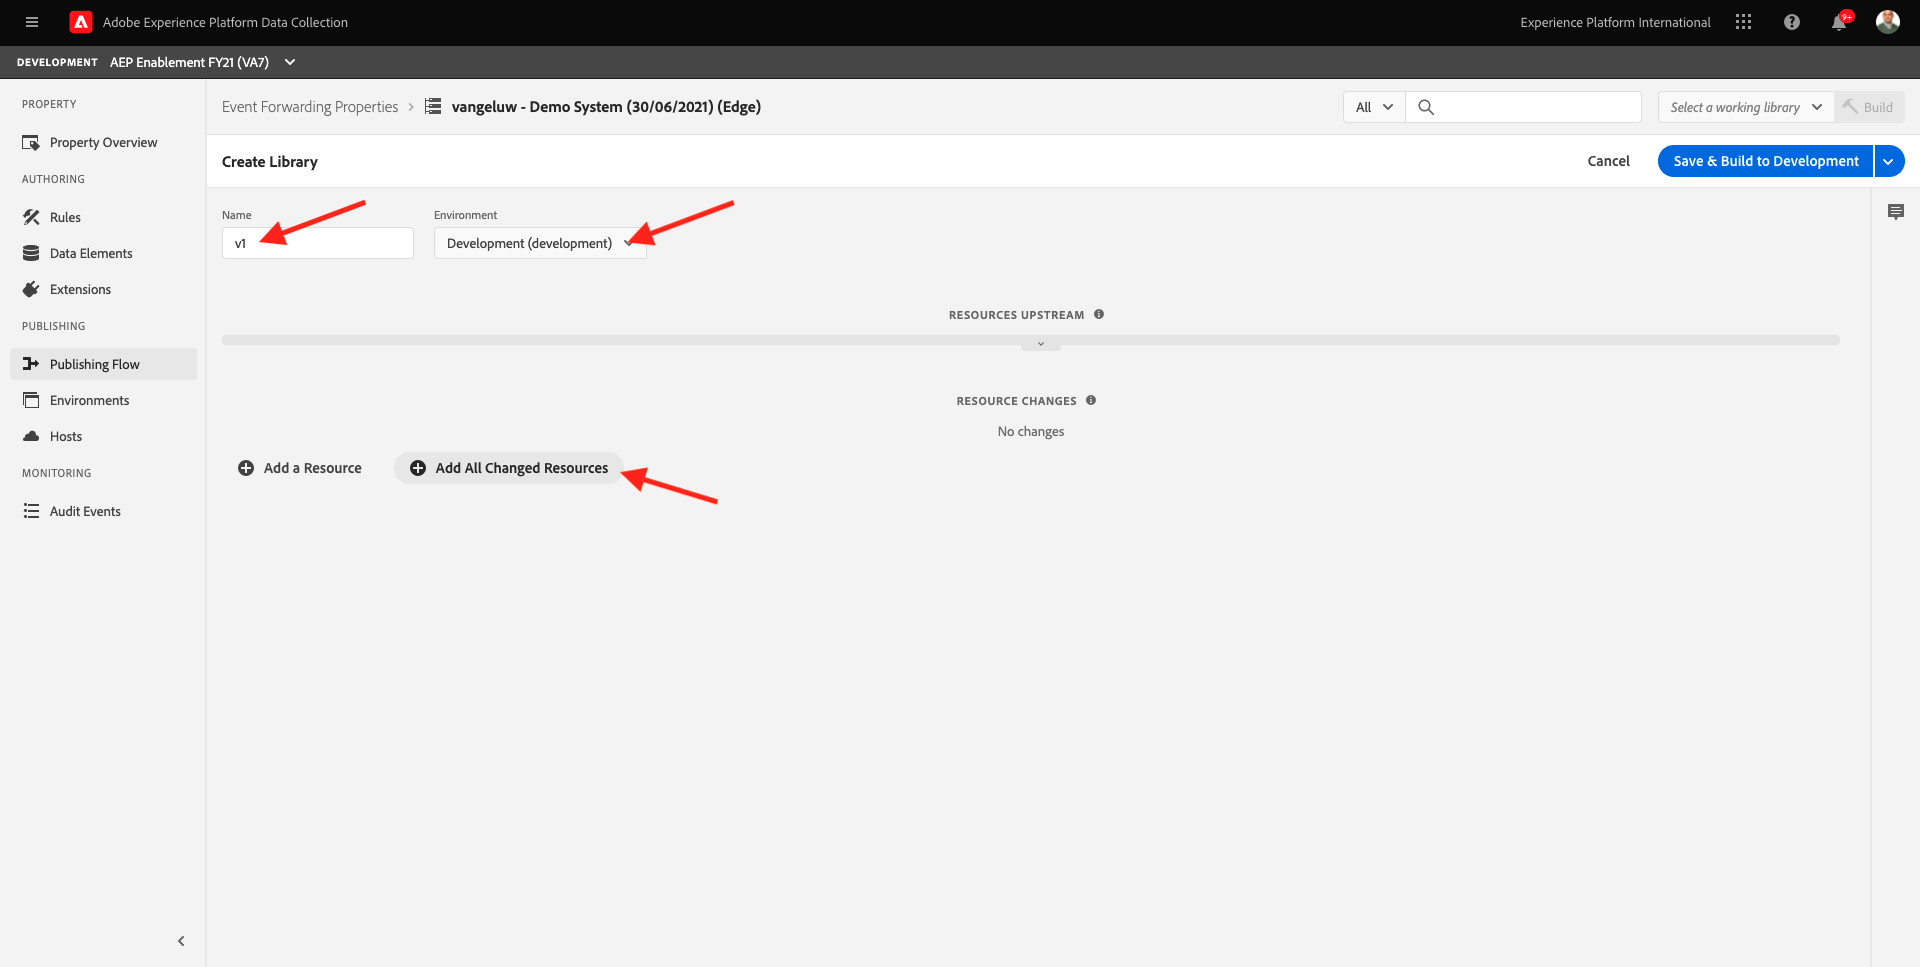 Adobe Experience Platform Data Collection
Experience Platform International
9+
DEVELOPMENT AEP Enablement FY21 (VA7)
PROPERTY
Property Overview
AUTHORING
Rules
Data Elements
Extensions
PUBLISHING
Publishing Flow
Environments
Hosts
MONITORING
Audit Events
Event Forwarding Properties > vangeluw - Demo System (30/06/2021) (Edge)
All
Select a working library
Build
Create Library
Cancel
Save & Build to Development
Name
Environment
v1
Development (development)
RESOURCES UPSTREAM
RESOURCE CHANGES
No changes
Add a Resource
Add All Changed Resources